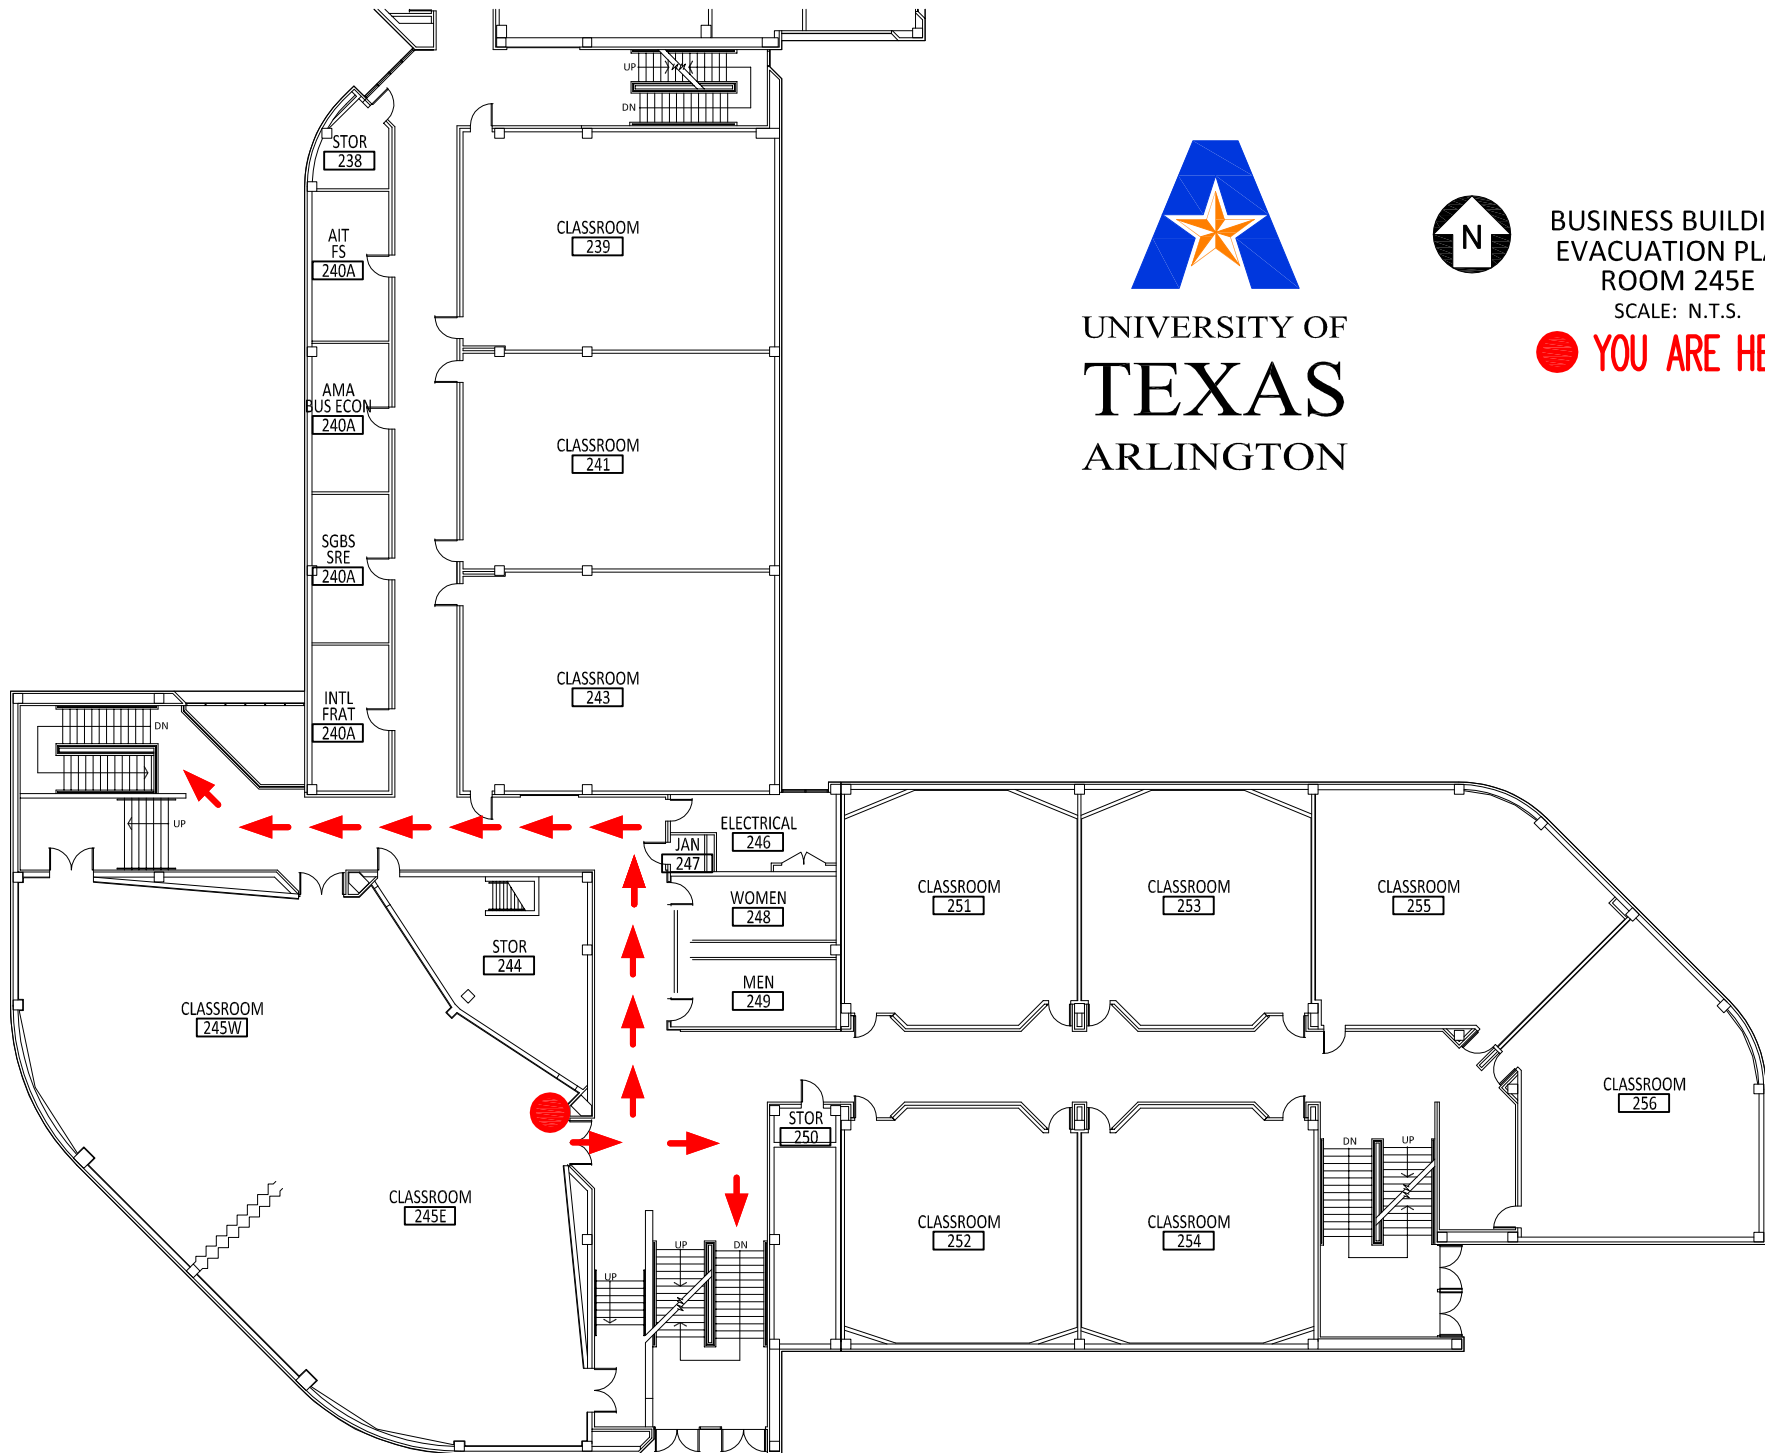 UP
DN
STOR
238
CLASSROOM
239
AIT
FS
240A
AMA
BUS ECON
240A
CLASSROOM
241
SGBS
SRE
240A
CLASSROOM
243
INTL
FRAT
240A
UNIVERSITY OF
TEXAS
ARLINGTON
N
BUSINESS BUILDI
EVACUATION PLA
ROOM 245E
SCALE: N.T.S.
YOU ARE HE
DN
UP
ELECTRICAL
246
JAN
247
WOMEN
248
MEN
249
STOR
244
CLASSROOM
245W
CLASSROOM
245E
CLASSROOM
251
CLASSROOM
253
CLASSROOM
255
CLASSROOM
256
STOR
250
CLASSROOM
252
CLASSROOM
254
DN
UP
UP
UP
DN